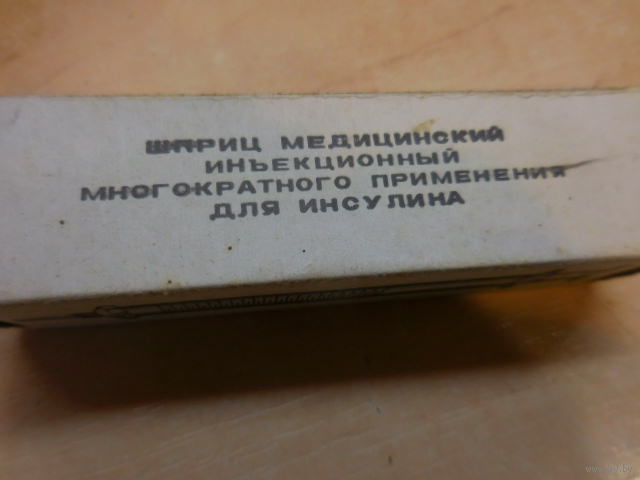 ШПРИЦ МЕДИЦИНСКИЙ
ИНЪЕКЦИОННЫЙ
МНОГОКРАТНОГО ПРИМЕНЕНИЯ
ДЛЯ ИНСУЛИНА